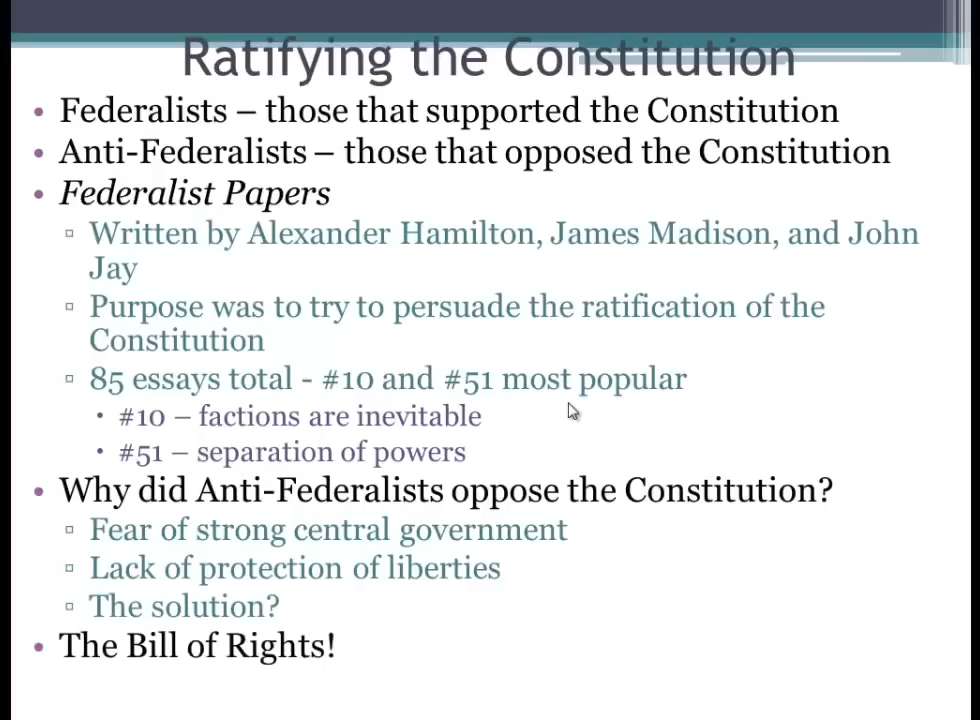 Ratifying the Constitution
• Federalists – those that supported the Constitution
• Anti-Federalists – those that opposed the Constitution
• Federalist Papers
▫ Written by Alexander Hamilton, James Madison, and John
Jay
▫ Purpose was to try to persuade the ratification of the
Constitution
▫ 85 essays total - #10 and #51 most popular
• #10 – factions are inevitable
• #51 – separation of powers
• Why did Anti-Federalists oppose the Constitution?
▫ Fear of strong central government
▫ Lack of protection of liberties
▫ The solution?
• The Bill of Rights!